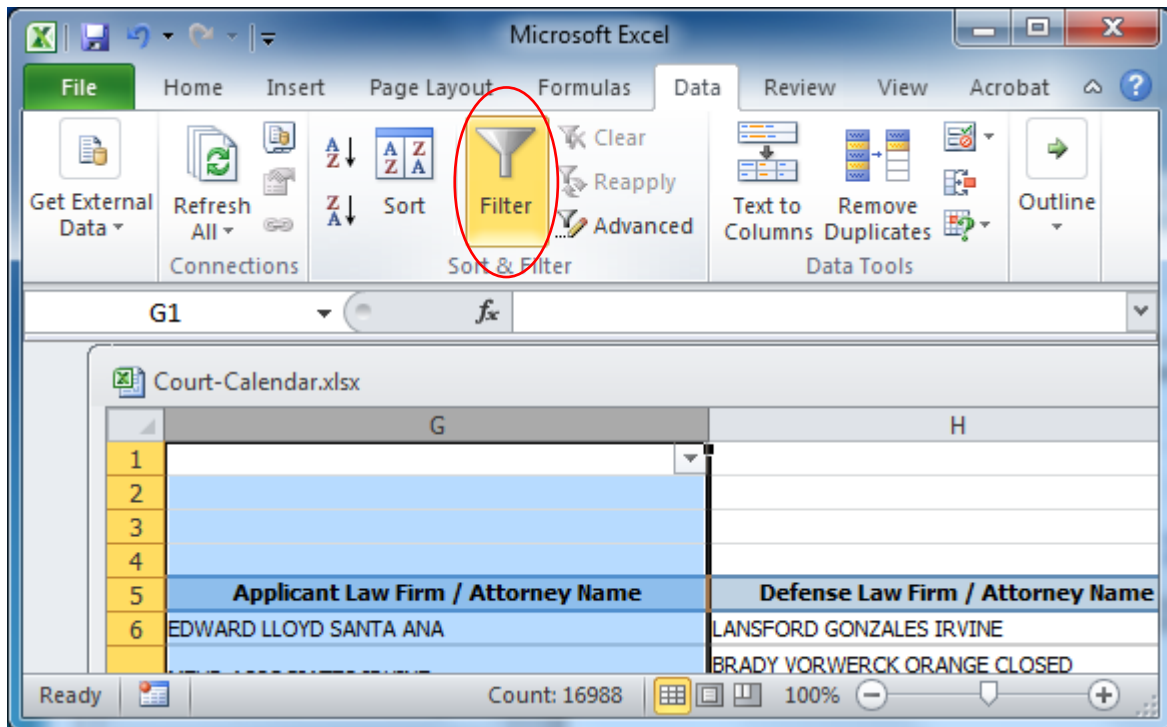 Microsoft Excel
File Home Insert Page Layout Formulas Data Review View Acrobat
Get External Data
Refresh All
Connections
A Z
Z A
A Z Z A
Sort
Filter
Clear
Reapply
Advanced
Sort & Filter
Text to Columns
Remove Duplicates
Data Tools
Outline
G1 fx
Court-Calendar.xlsx
G H
1
2
3
4
5 Applicant Law Firm / Attorney Name Defense Law Firm / Attorney Name
6 EDWARD LLOYD SANTA ANA LANSFORD GONZALES IRVINE
BRADY VORWERCK ORANGE CLOSED
Ready Count: 16988 100%